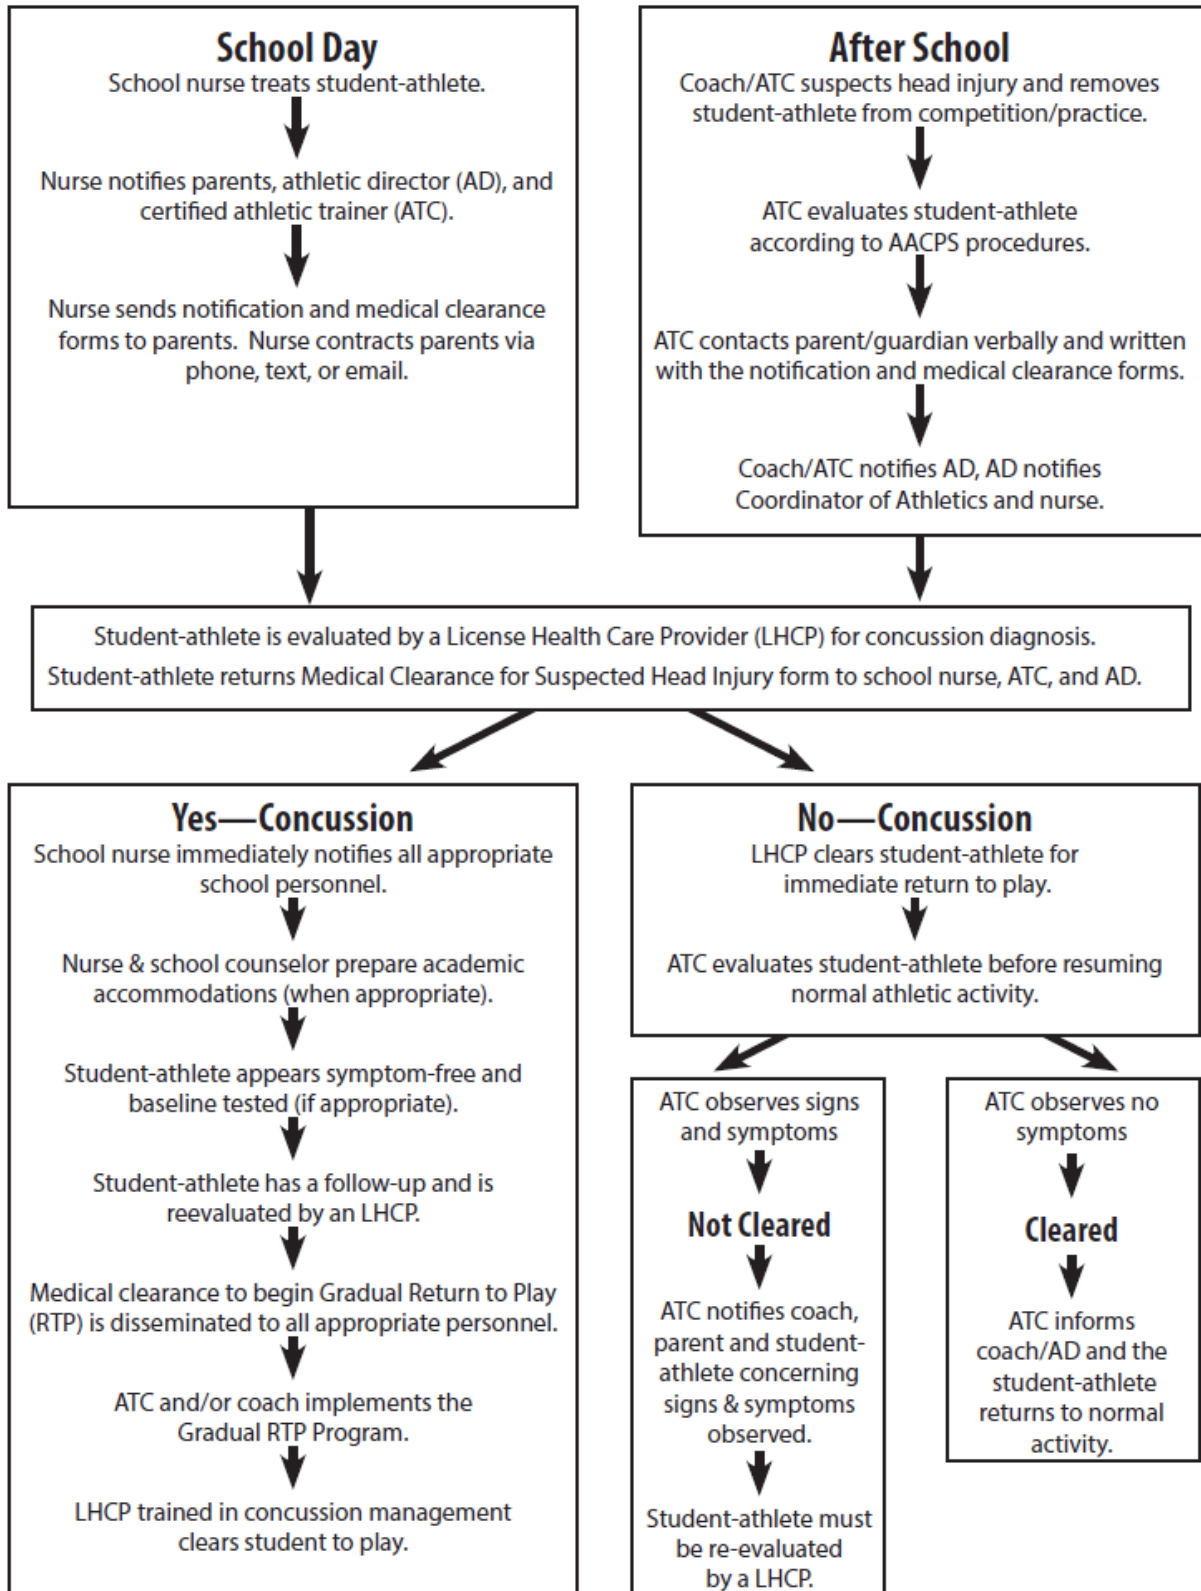 School Day
School nurse treats student-athlete.
Nurse notifies parents, athletic director (AD), and
certified athletic trainer (ATC).
Nurse sends notification and medical clearance
forms to parents.  Nurse contracts parents via
phone, text, or email.
After School
Coach/ATC suspects head injury and removes
student-athlete from competition/practice.
ATC evaluates student-athlete
according to AACPS procedures.
ATC contacts parent/guardian verbally and written
with the notification and medical clearance forms.
Coach/ATC notifies AD, AD notifies
Coordinator of Athletics and nurse.
Student-athlete is evaluated by a License Health Care Provider (LHCP) for concussion diagnosis.
Student-athlete returns Medical Clearance for Suspected Head Injury form to school nurse, ATC, and AD.
Yes—Concussion
School nurse immediately notifies all appropriate
school personnel.
Nurse & school counselor prepare academic
accommodations (when appropriate).
Student-athlete appears symptom-free and
baseline tested (if appropriate).
Student-athlete has a follow-up and is
reevaluated by an LHCP.
Medical clearance to begin Gradual Return to Play
(RTP) is disseminated to all appropriate personnel.
ATC and/or coach implements the
Gradual RTP Program.
LHCP trained in concussion management
clears student to play.
No—Concussion
LHCP clears student-athlete for
immediate return to play.
ATC evaluates student-athlete before resuming
normal athletic activity.
ATC observes signs
and symptoms
Not Cleared
ATC notifies coach,
parent and student-
athlete concerning
signs & symptoms
observed.
Student-athlete must
be re-evaluated
by a LHCP.
ATC observes no
symptoms
Cleared
ATC informs
coach/AD and the
student-athlete
returns to normal
activity.